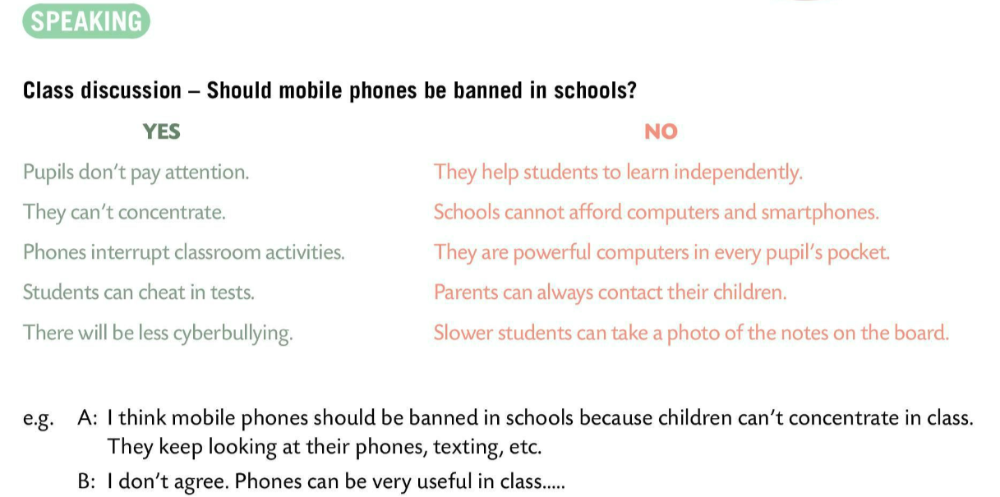 SPEAKING
Class discussion – Should mobile phones be banned in schools?
YES
Pupils don't pay attention.
They can't concentrate.
Phones interrupt classroom activities.
Students can cheat in tests.
There will be less cyberbullying.
NO
They help students to learn independently.
Schools cannot afford computers and smartphones.
They are powerful computers in every pupil's pocket.
Parents can always contact their children.
Slower students can take a photo of the notes on the board.
e.g. A: I think mobile phones should be banned in schools because children can't concentrate in class.
They keep looking at their phones, texting, etc.
B: I don't agree. Phones can be very useful in class.....